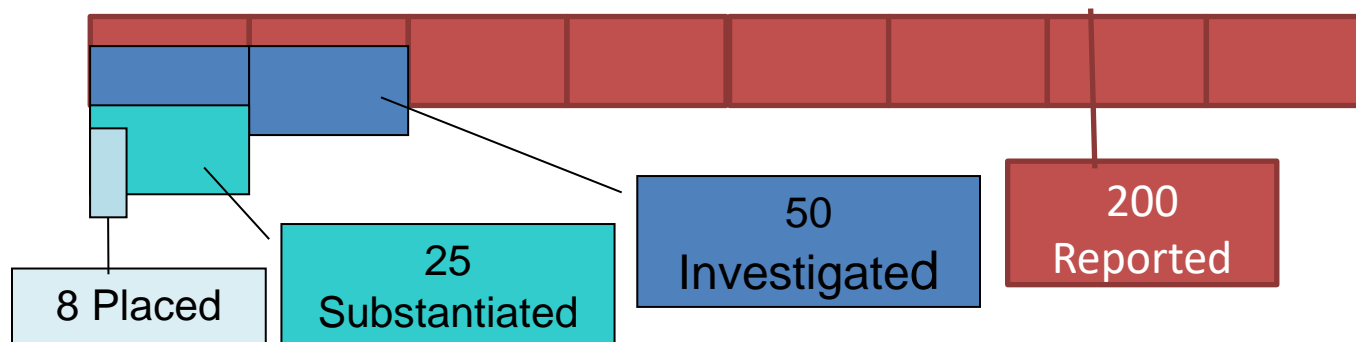 8 Placed
25
Substantiated
50
Investigated
200
Reported